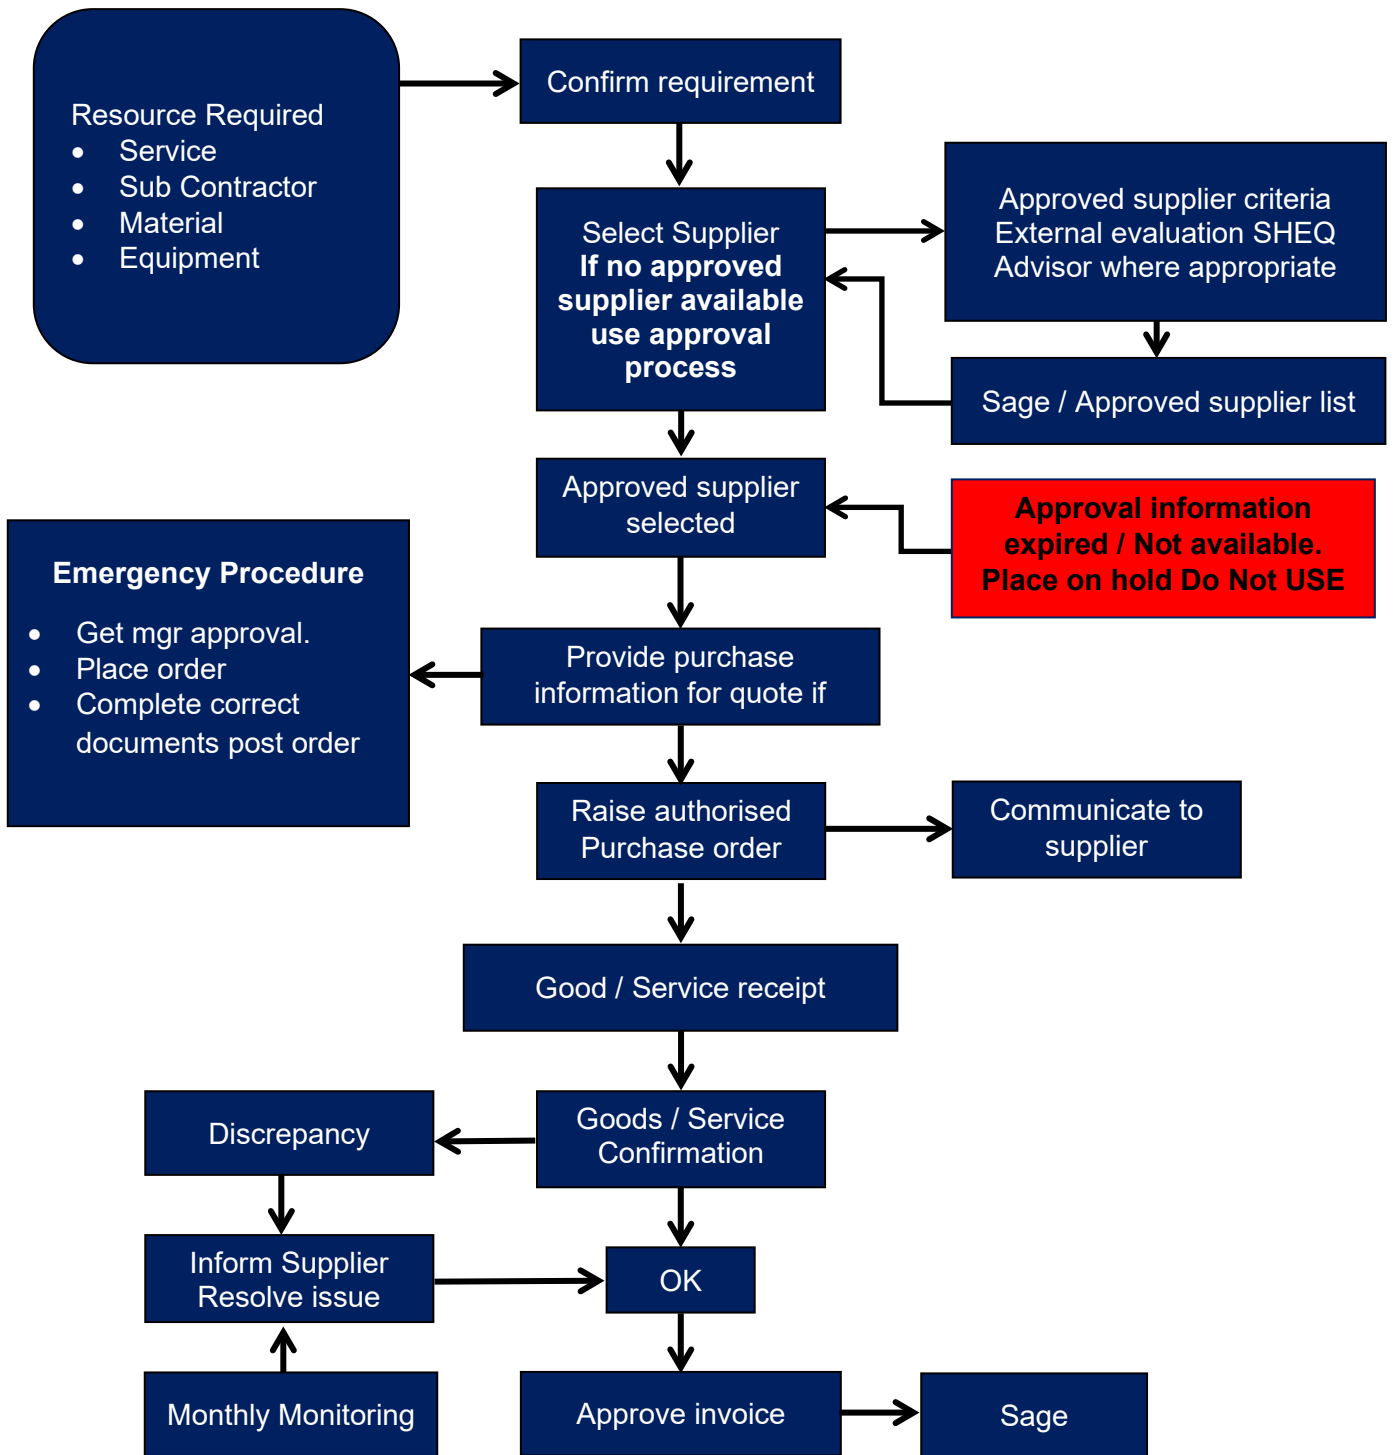 Resource Required
• Service
• Sub Contractor
• Material
• Equipment
Confirm requirement
Select Supplier
If no approved
supplier available
use approval
process
Approved supplier criteria
External evaluation SHEQ
Advisor where appropriate
Sage / Approved supplier list
Approved supplier
selected
Approval information
expired / Not available.
Place on hold Do Not USE
Emergency Procedure
• Get mgr approval.
• Place order
• Complete correct
documents post order
Provide purchase
information for quote if
Raise authorised
Purchase order
Communicate to
supplier
Good / Service receipt
Goods / Service
Confirmation
Discrepancy
Inform Supplier
Resolve issue
OK
Monthly Monitoring
Approve invoice
Sage